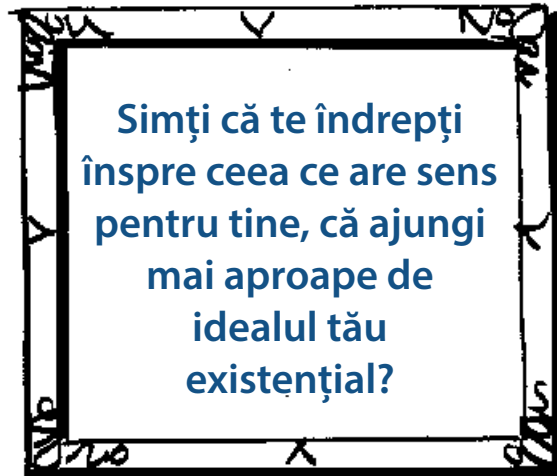 Simți că te îndrepți
înspre ceea ce are sens
pentru tine, că ajungi
mai aproape de
idealul tău
existențial?